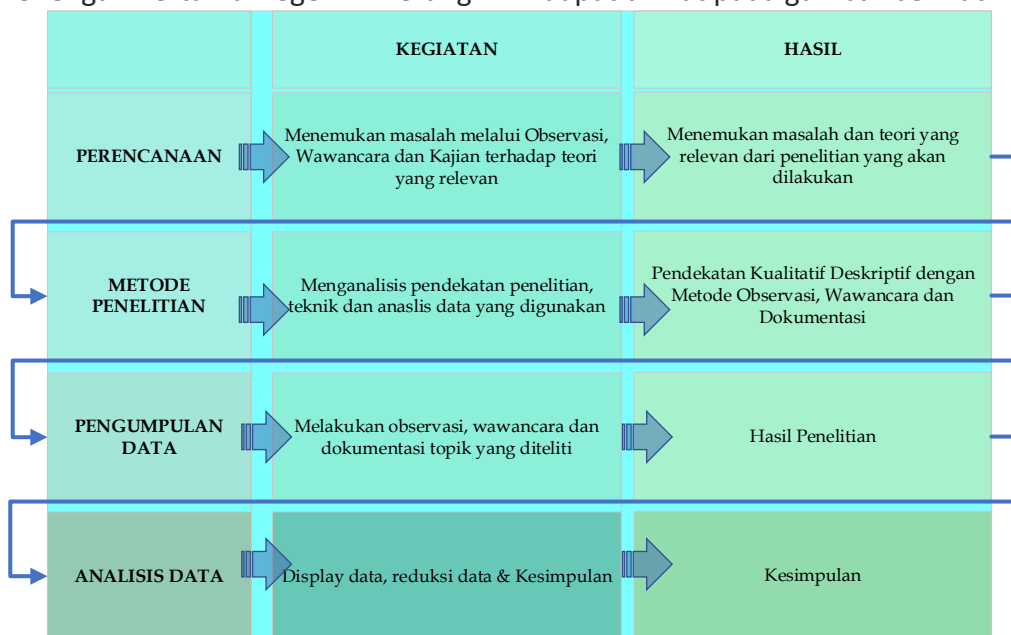 KEGIATAN
HASIL
PERENCANAAN
Menemukan masalah melalui Observasi,
Wawancara dan Kajian terhadap teori
yang relevan
Menemukan masalah dan teori yang
relevan dari penelitian yang akan
dilakukan
METODE
PENELITIAN
Menganalisis pendekatan penelitian,
teknik dan anaslis data yang digunakan
Pendekatan Kualitatif Deskriptif dengan
Metode Observasi, Wawancara dan
Dokumentasi
PENGUMPULAN
DATA
Melakukan observasi, wawancara dan
dokumentasi topik yang diteliti
Hasil Penelitian
ANALISIS DATA
Display data, reduksi data & Kesimpulan
Kesimpulan